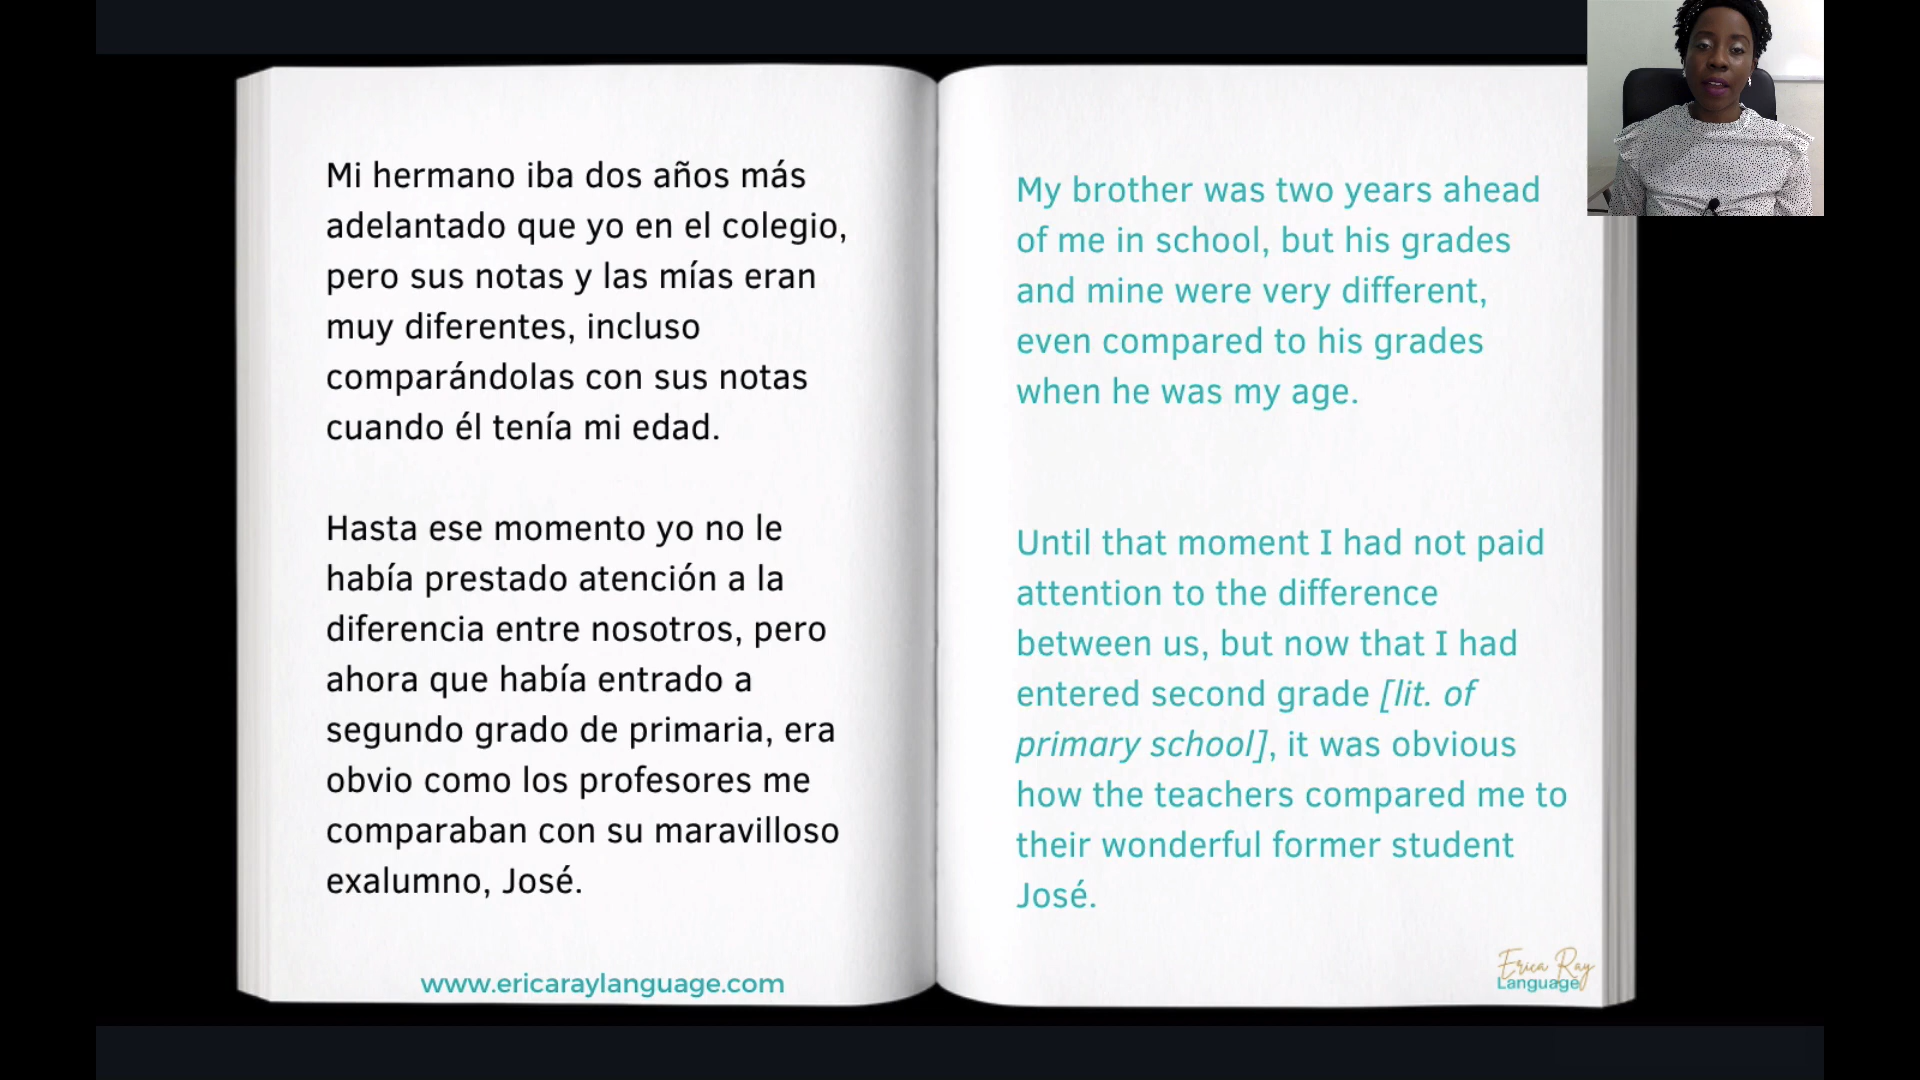 Mi hermano iba dos años más
adelantado que yo en el colegio,
pero sus notas y las mías eran
muy diferentes, incluso
comparándolas con sus notas
cuando él tenía mi edad.
Hasta ese momento yo no le
había prestado atención a la
diferencia entre nosotros, pero
ahora que había entrado a
segundo grado de primaria, era
obvio como los profesores me
comparaban con su maravilloso
exalumno, José.
www.ericaraylanguage.com
My brother was two years ahead
of me in school, but his grades
and mine were very different,
even compared to his grades
when he was my age.
Until that moment I had not paid
attention to the difference
between us, but now that I had
entered second grade [lit. of
primary school], it was obvious
how the teachers compared me to
their wonderful former student
José.
Erica Ray
Language